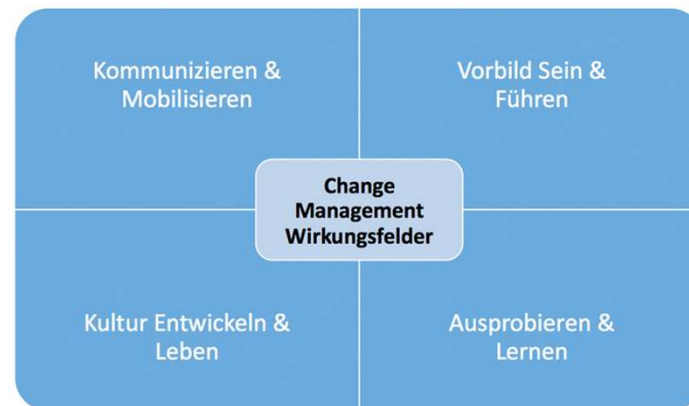 Kommunizieren &
Mobilisieren
Vorbild Sein &
Führen
Change
Management
Wirkungsfelder
Kultur Entwickeln &
Leben
Ausprobieren &
Lernen